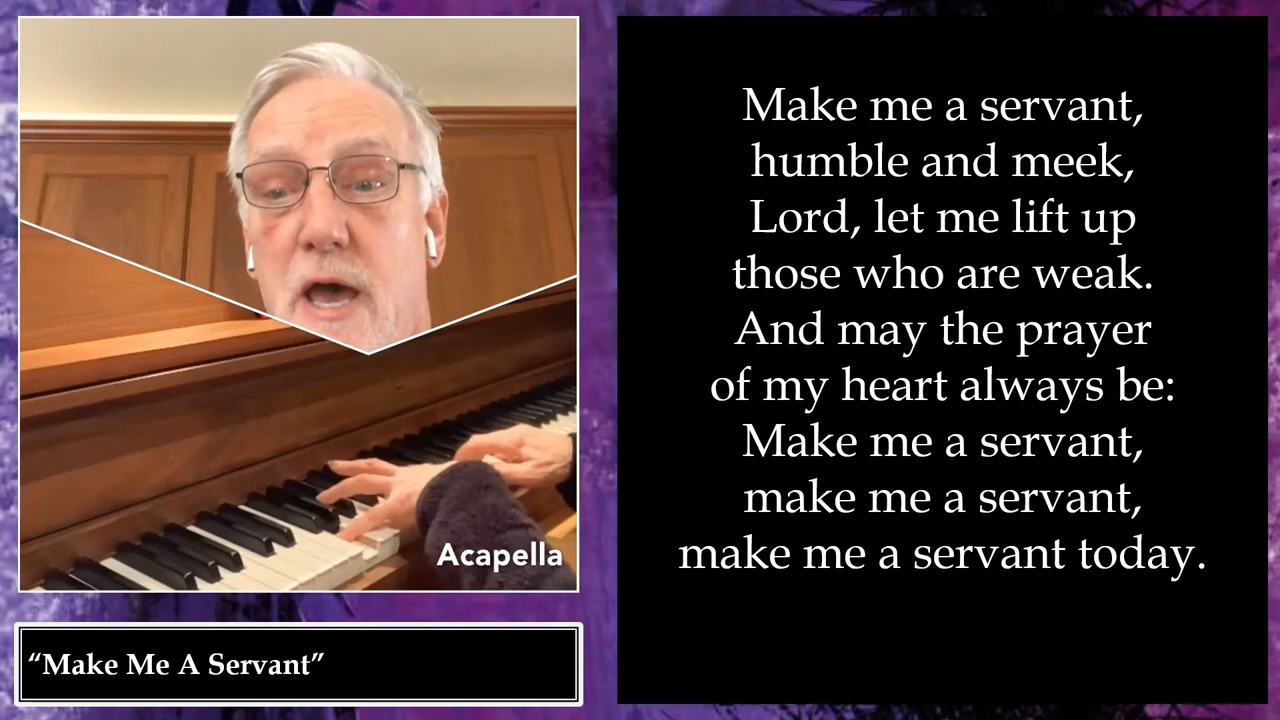 Make me a servant,
humble and meek,
Lord, let me lift up
those who are weak.
And may the prayer
of my heart always be:
Make me a servant,
make me a servant,
make me a servant today.
Acapella
“Make Me A Servant”